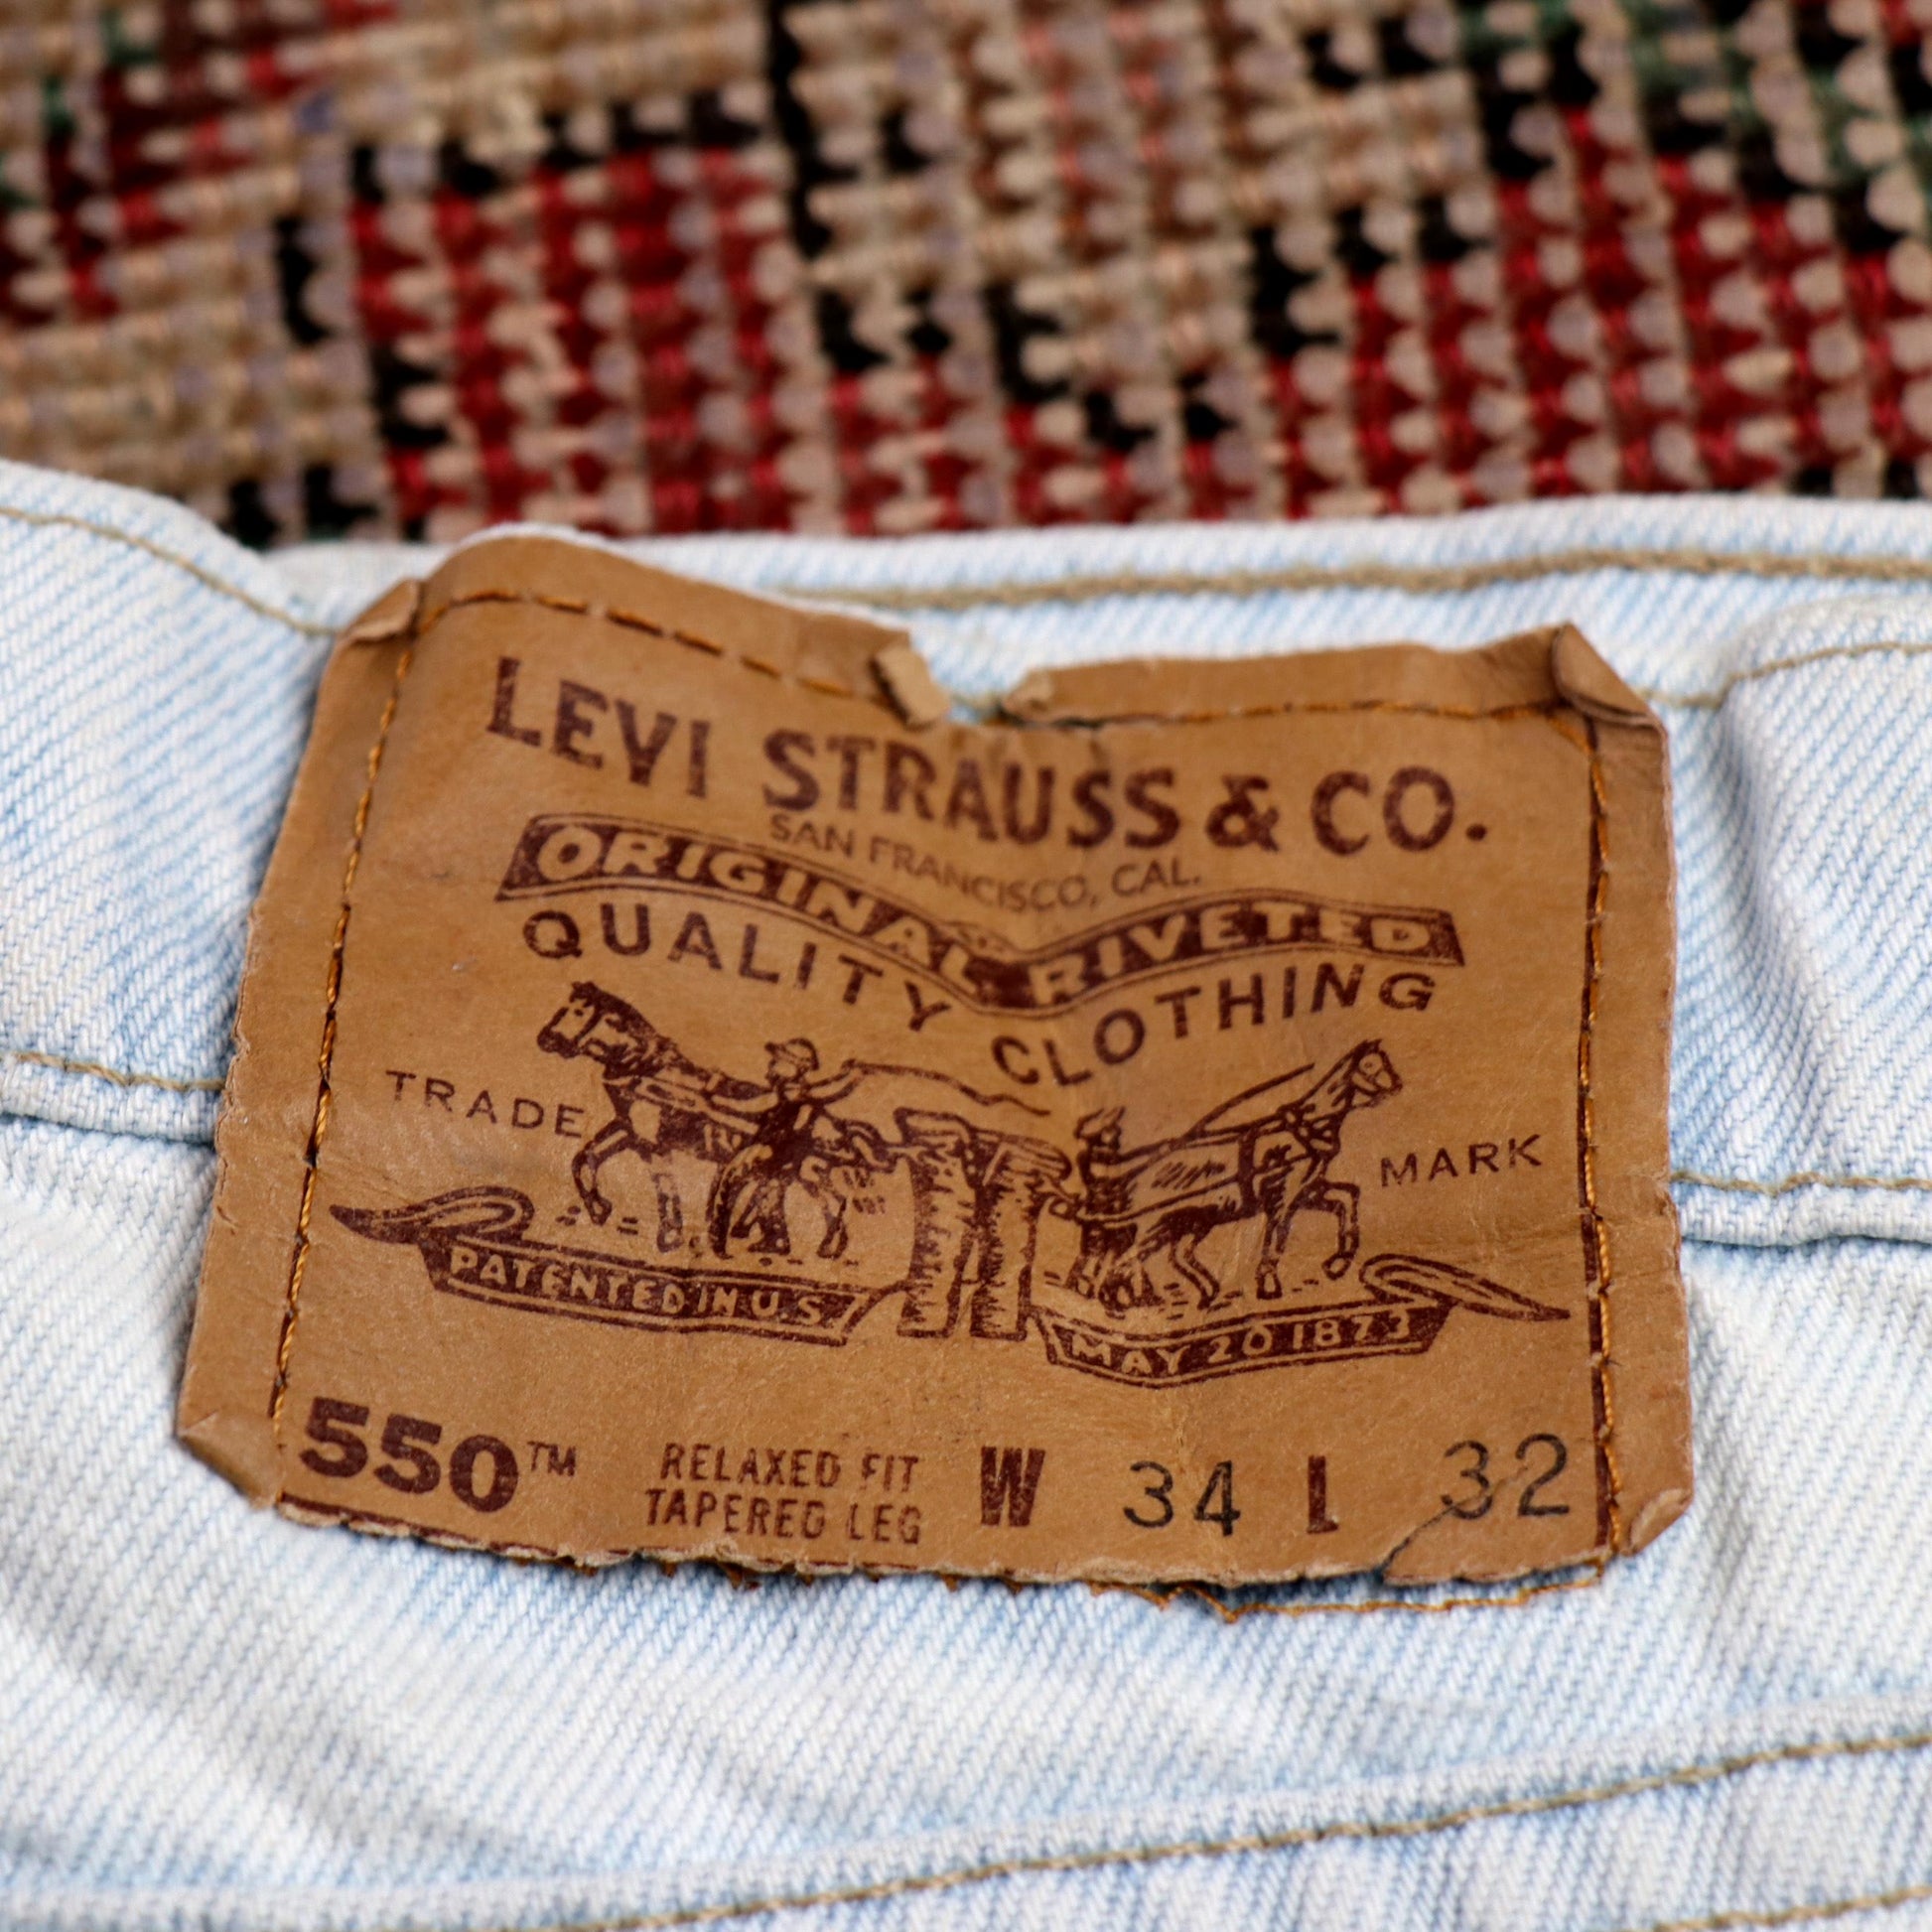 LEVI STRAUSS & CO.
SAN FRANCISCO, CAL.
ORIGINAL RIVETED
QUALITY CLOTHING
TRADE MARK
PATENTED IN U.S.
MAY 20 1873
550™ RELAXED FIT TAPERED LEG W 34 L 32